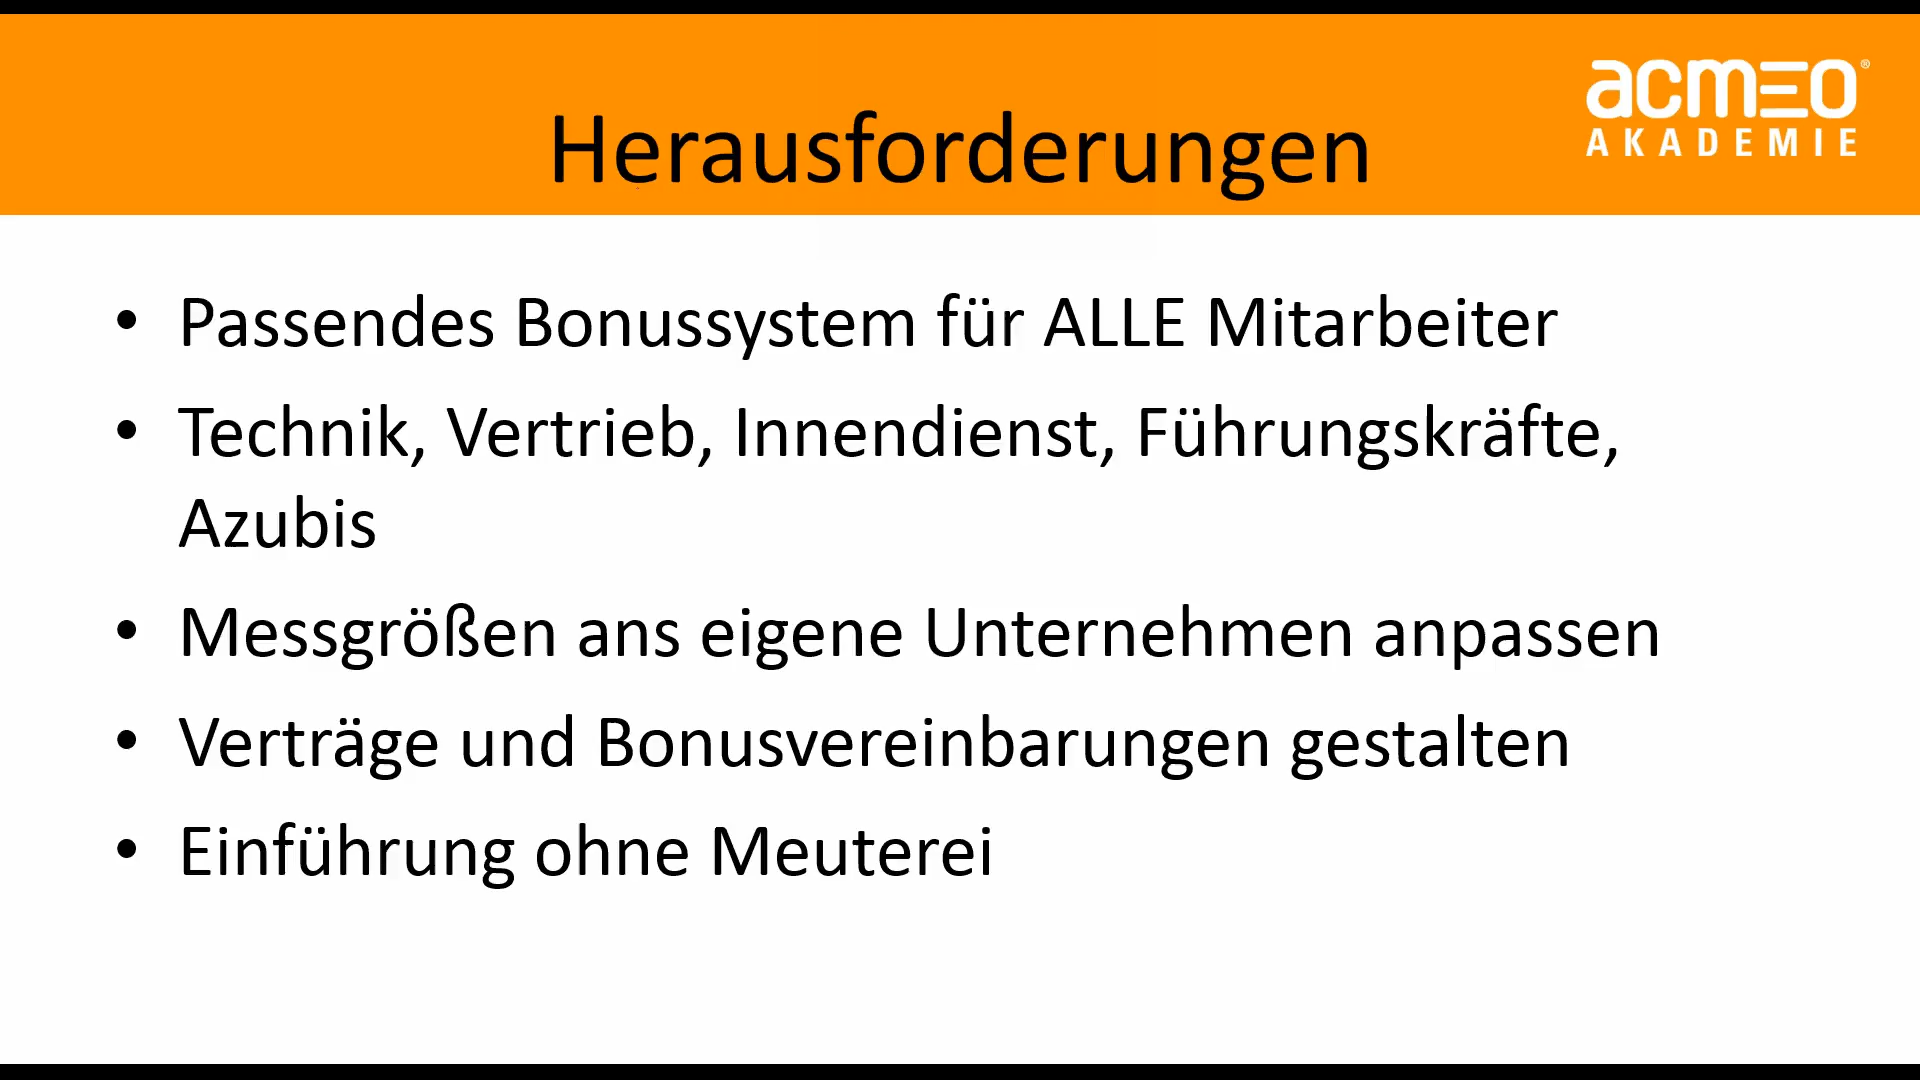 acmeo®
AKADEMIE
Herausforderungen
• Passendes Bonussystem für ALLE Mitarbeiter
• Technik, Vertrieb, Innendienst, Führungskräfte,
Azubis
• Messgrößen ans eigene Unternehmen anpassen
• Verträge und Bonusvereinbarungen gestalten
• Einführung ohne Meuterei